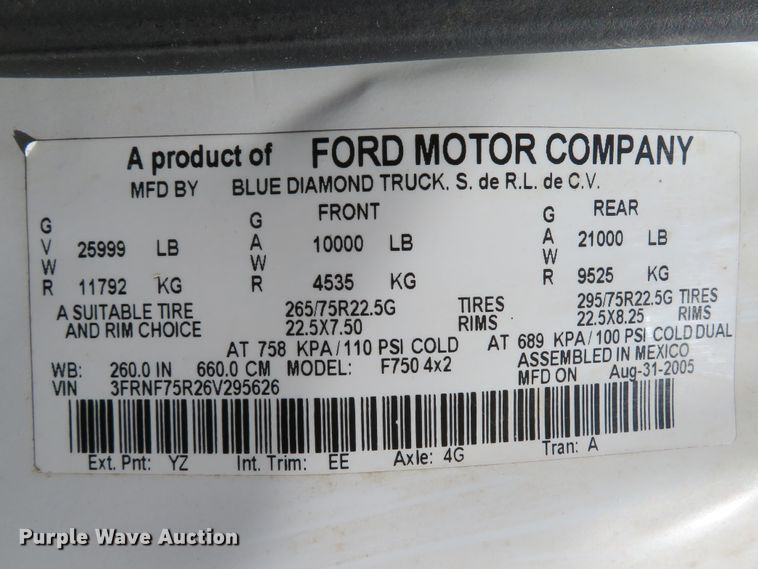 A product of FORD MOTOR COMPANY
MFD BY BLUE DIAMOND TRUCK, S. de R.L. de C.V.
FRONT REAR
GVWR 25999 LB GAWR 10000 LB GAWR 21000 LB
11792 KG 4535 KG 9525 KG
A SUITABLE TIRE 265/75R22.5G TIRES 295/75R22.5G TIRES
AND RIM CHOICE 22.5X7.50 RIMS 22.5X8.25 RIMS
AT 758 KPA/110 PSI COLD AT 689 KPA/100 PSI COLD DUAL
WB: 260.0 IN 660.0 CM MODEL: F750 4x2 ASSEMBLED IN MEXICO
VIN 3FRNF75R26V295626 MFD ON Aug-31-2005
Ext. Pnt: YZ Int. Trim: EE Axle: 4G Tran: A
Purple Wave Auction